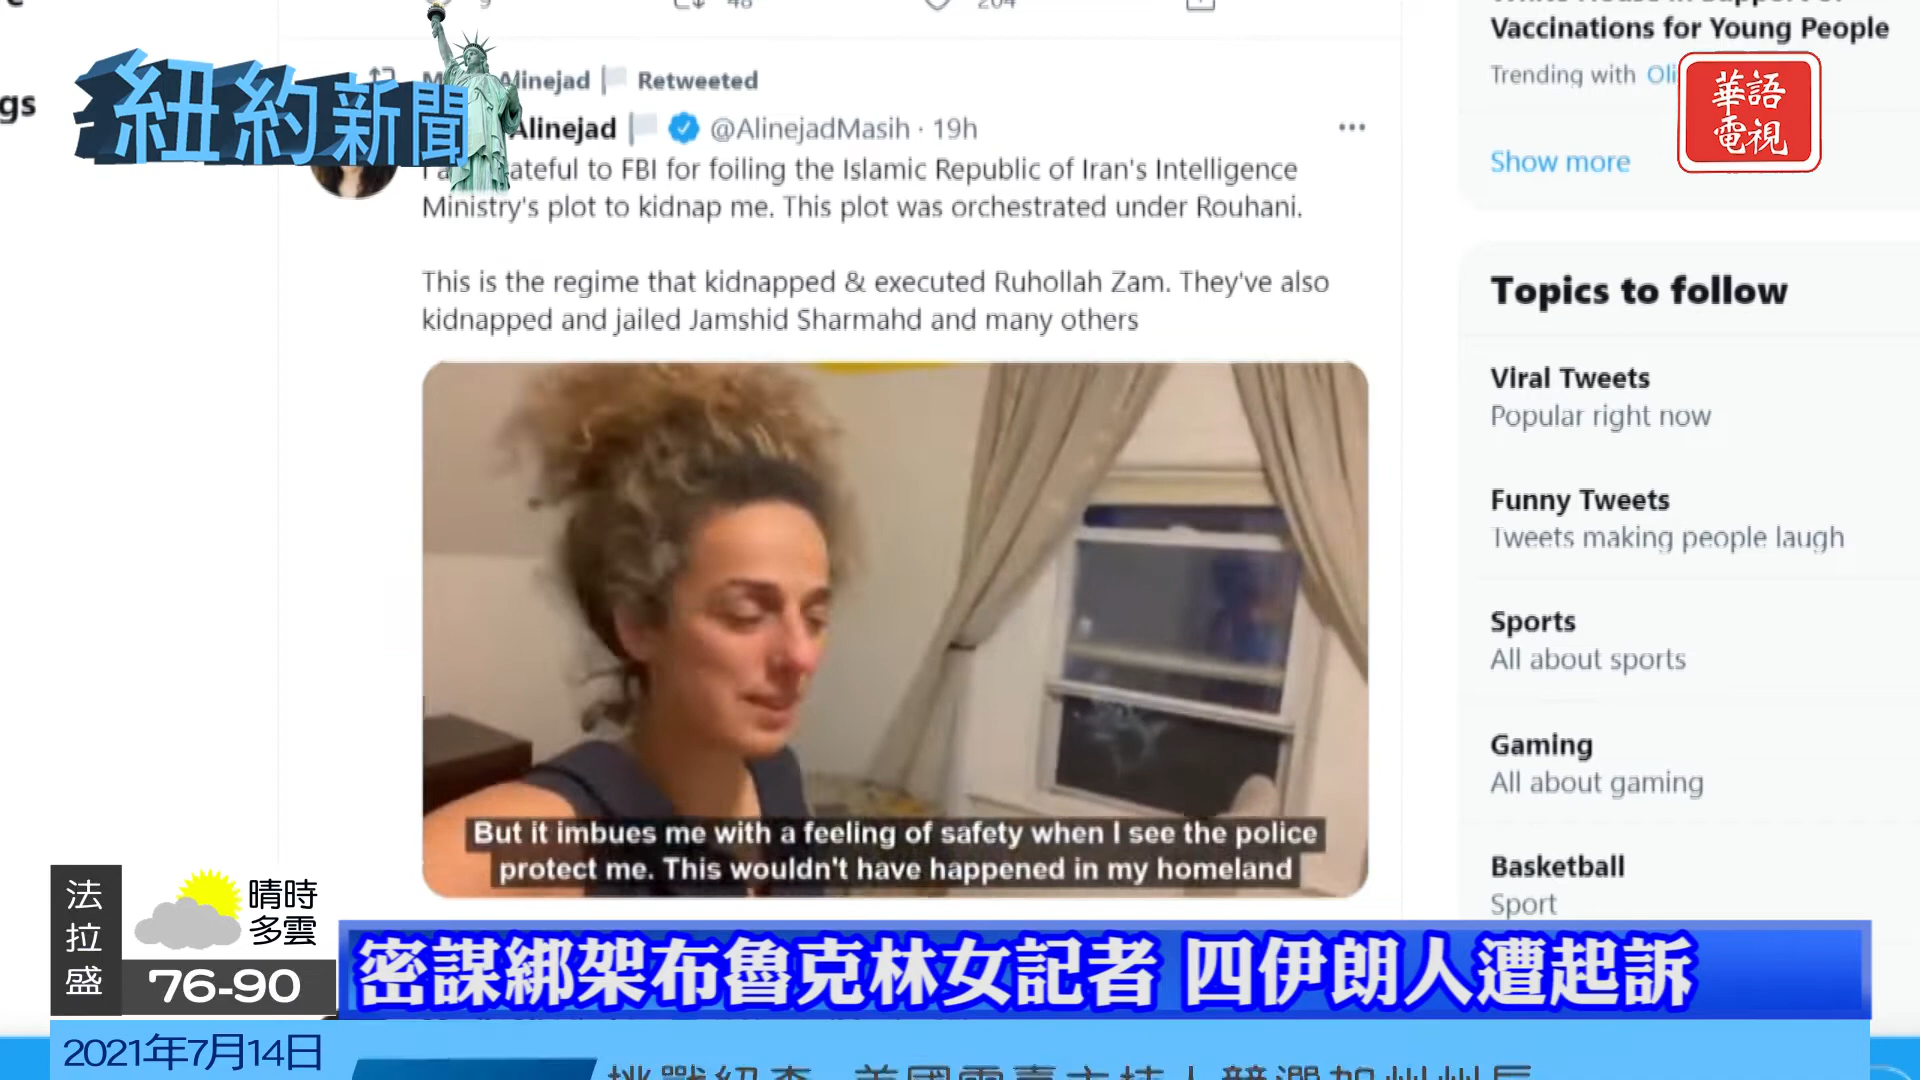 9
48
204
Vaccinations for Young People
Trending with
Show more
gs
紐約新聞
華語
電視
Alinejad Retweeted
Alinejad @AlinejadMasih · 19h
ateful to FBI for foiling the Islamic Republic of Iran's Intelligence
Ministry's plot to kidnap me. This plot was orchestrated under Rouhani.
This is the regime that kidnapped & executed Ruhollah Zam. They've also
kidnapped and jailed Jamshid Sharmahd and many others
But it imbues me with a feeling of safety when I see the police
protect me. This wouldn't have happened in my homeland
Topics to follow
Viral Tweets
Popular right now
Funny Tweets
Tweets making people laugh
Sports
All about sports
Gaming
All about gaming
Basketball
Sport
法拉盛
晴時
多雲
76-90
密謀綁架布魯克林女記者 四伊朗人遭起訴
2021年7月14日